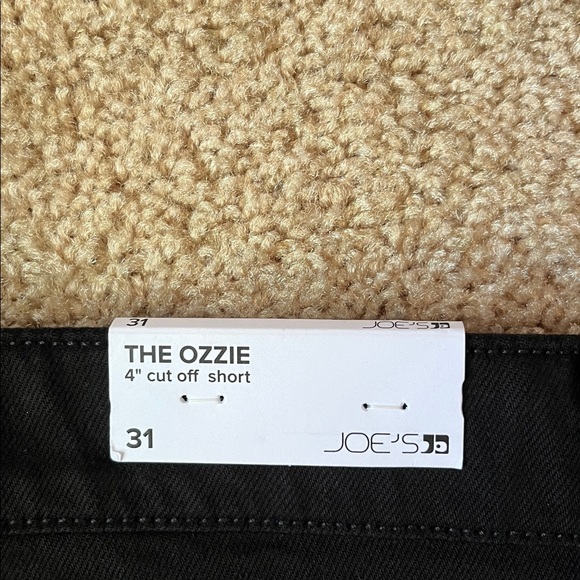 31 JOE'S
THE OZZIE
4" cut off short
31 JOE'S